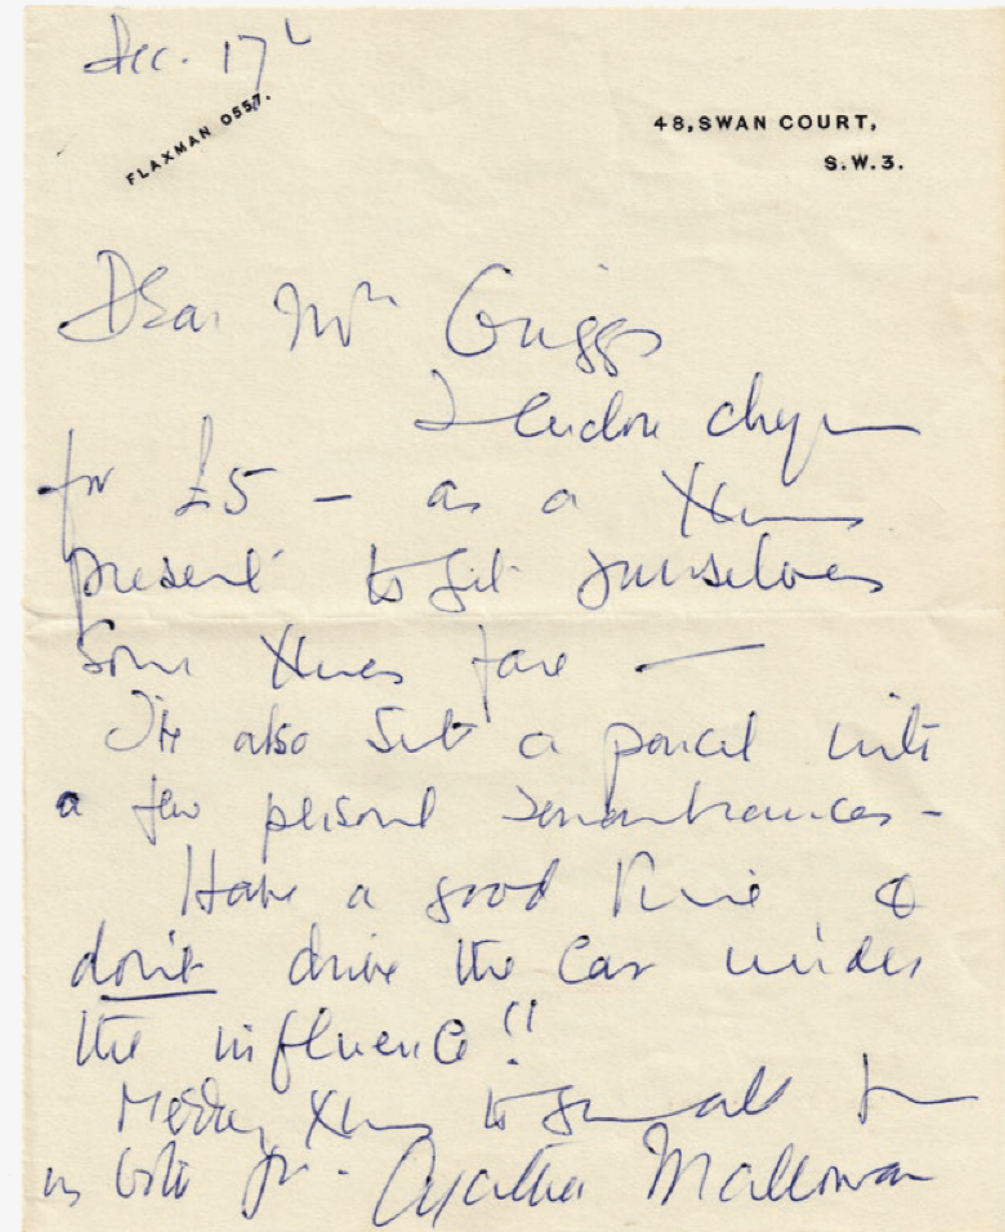 Dec. 17th
FLAXMAN 0557.
48, SWAN COURT,
S.W.3.
Dear Mrs Griggs
I enclose cheque
for £5 – as a Xmas
present to get yourselves
some Xmas fare —
I've also sent a parcel with
a few personal remembrances -
Have a good time &
don't drive the car under
the influence!!
Merry Xmas to you all from
us both
Agatha Mallowan